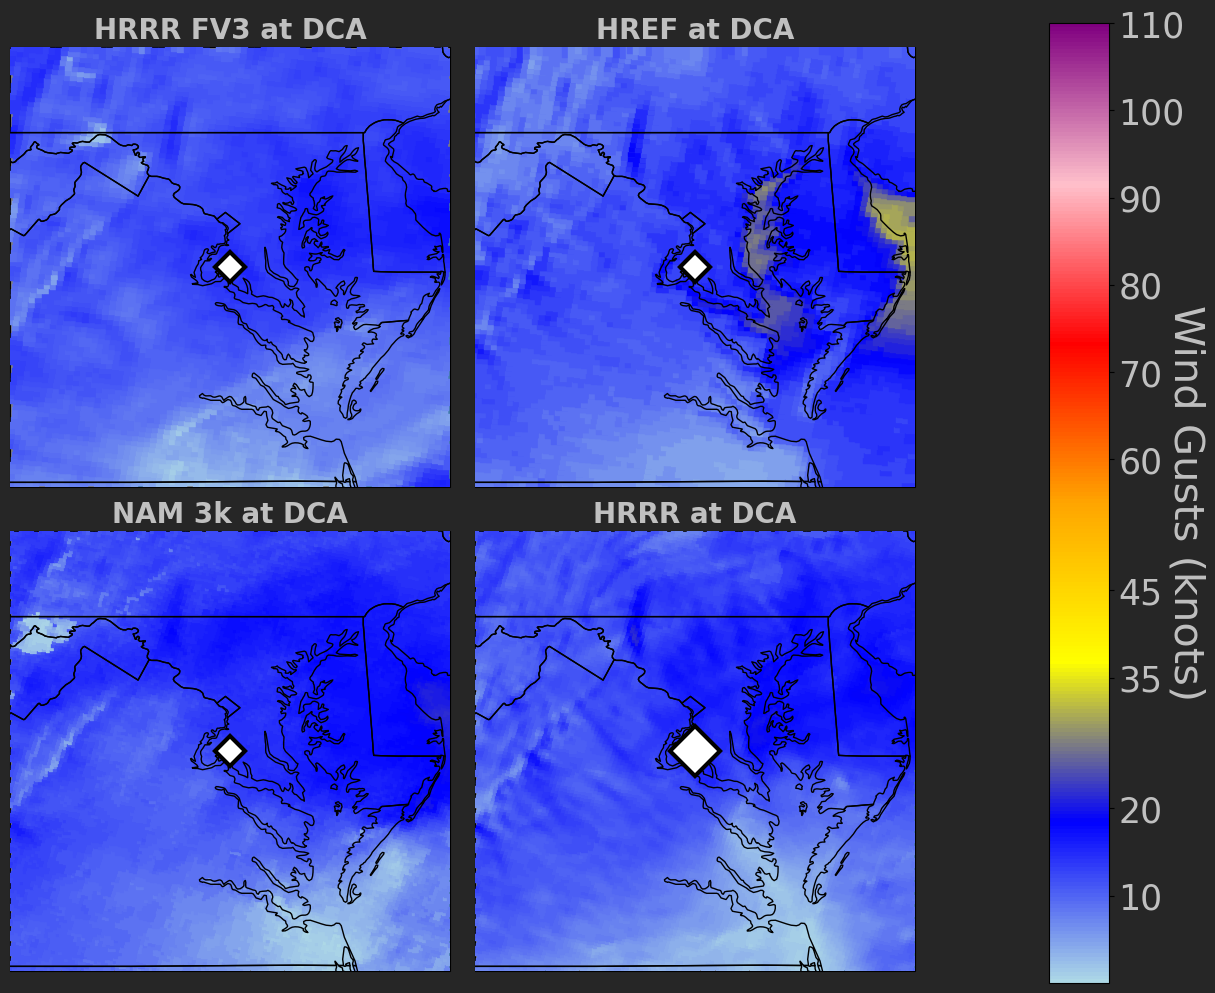 HRRR FV3 at DCA
HREF at DCA
NAM 3k at DCA
HRRR at DCA
110
100
90
80
70
60
45
35
20
10
Wind Gusts (knots)